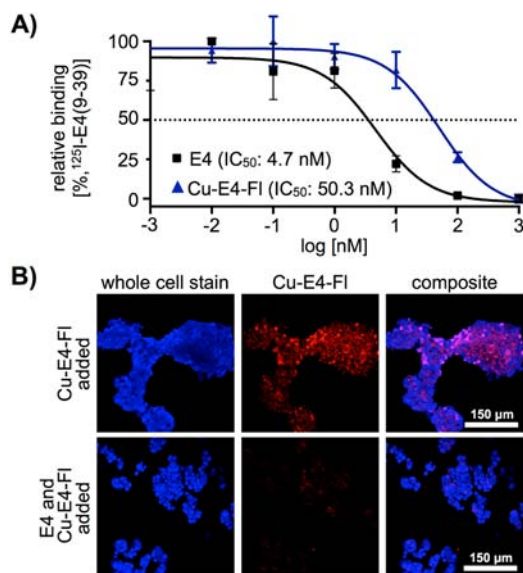 A)
relative binding
[%,¹²⁵I-E4(9-39)]
100
75
50
25
0
E4 (IC₅₀: 4.7 nM)
Cu-E4-Fl (IC₅₀: 50.3 nM)
-3 -2 -1 0 1 2 3
log [nM]
B)
whole cell stain Cu-E4-Fl composite
Cu-E4-Fl
added
150 µm
E4 and
Cu-E4-Fl
added
150 µm